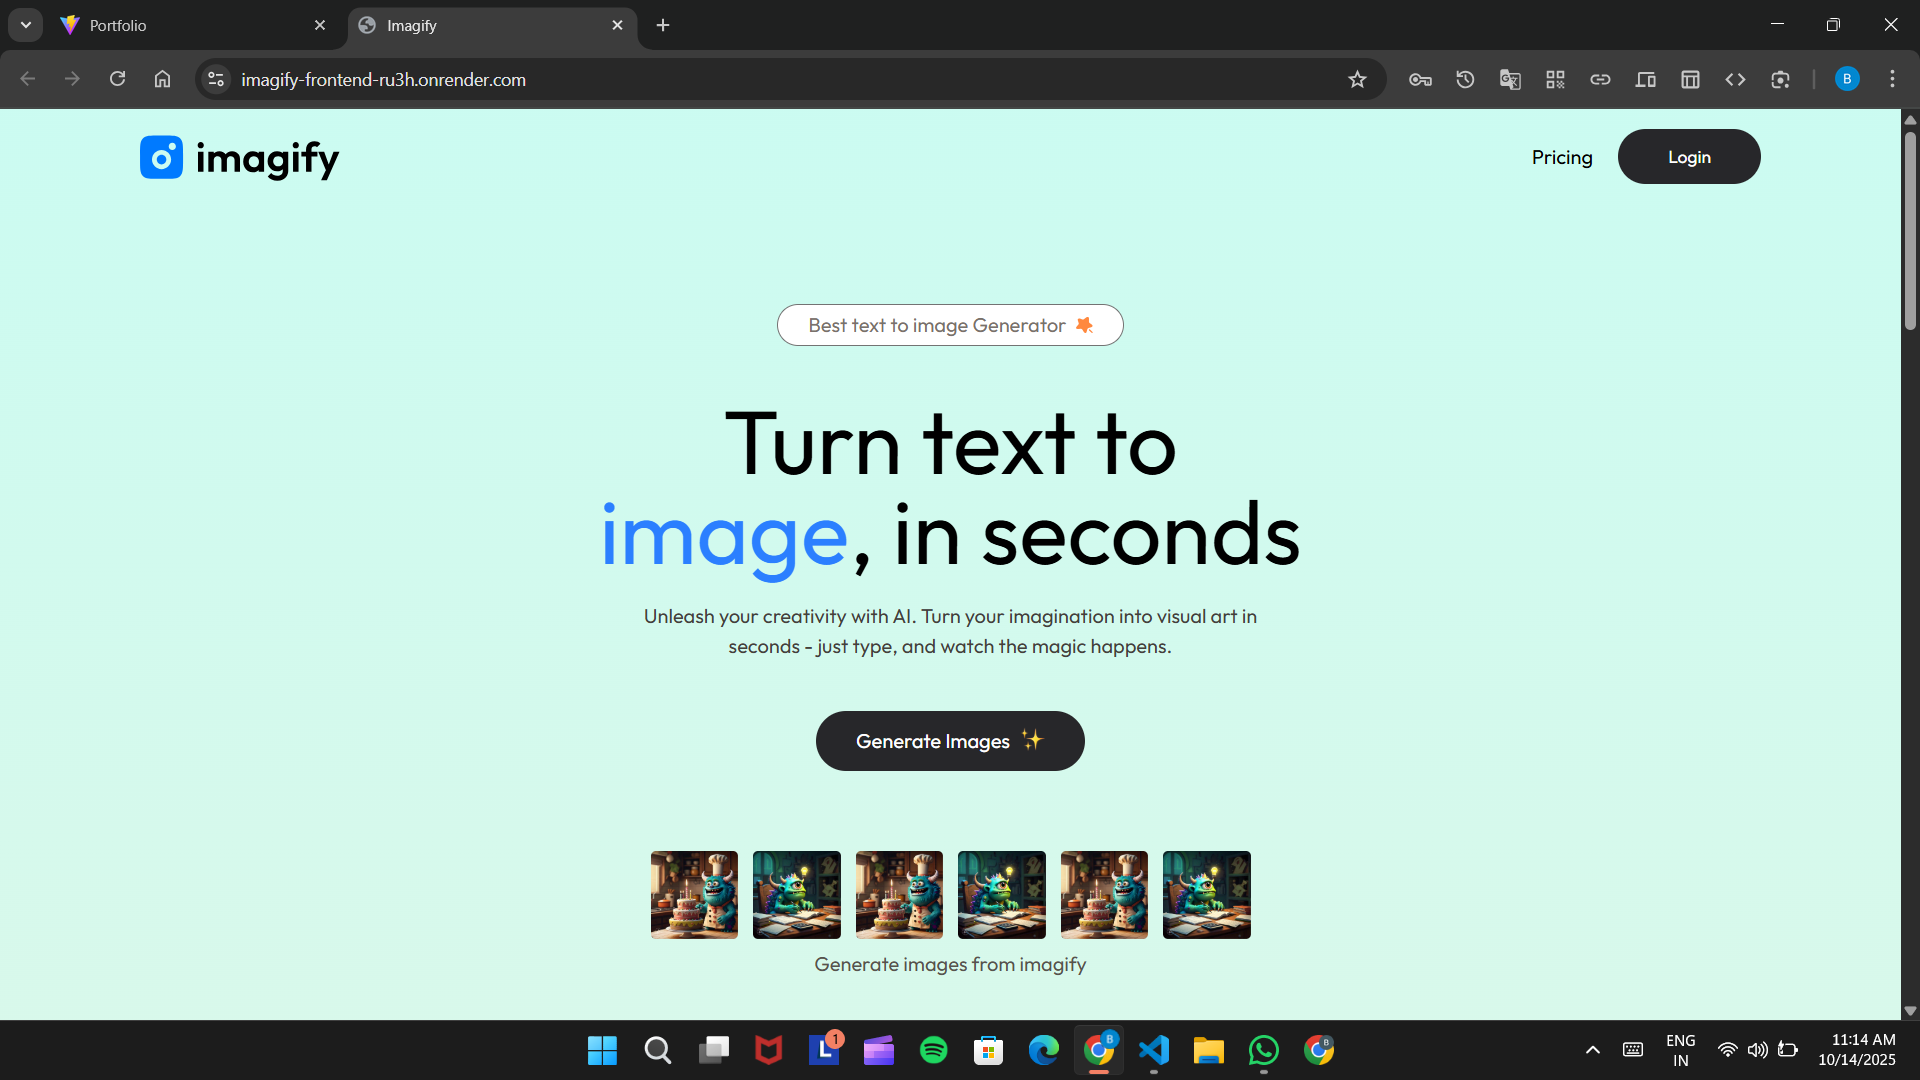 Portfolio
Imagify
imagify-frontend-ru3h.onrender.com
B
imagify
Pricing
Login
Best text to image Generator
Turn text to
image, in seconds
Unleash your creativity with AI. Turn your imagination into visual art in
seconds - just type, and watch the magic happens.
Generate Images
Generate images from imagify
L
1
B
B
ENG
IN
11:14 AM
10/14/2025